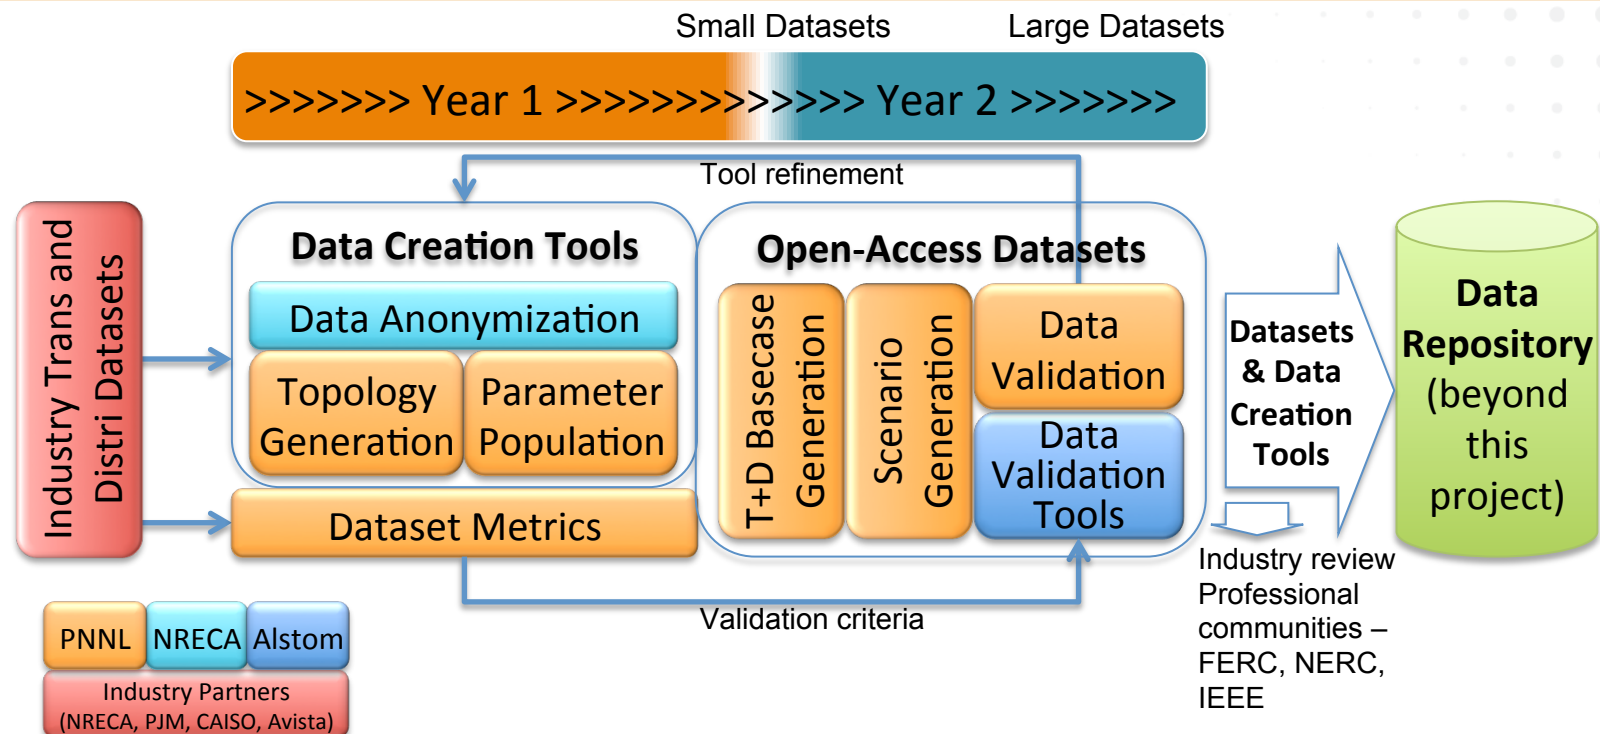 Small Datasets
Large Datasets
>>>>>>> Year 1 >>>>>>>>>>>>> Year 2 >>>>>>>
Tool refinement
Industry Trans and
Distri Datasets
Data Creation Tools
Data Anonymization
Topology
Generation
Parameter
Population
Dataset Metrics
Open-Access Datasets
T+D Basecase
Generation
Scenario
Generation
Data
Validation
Data
Validation
Tools
Validation criteria
Datasets
& Data
Creation
Tools
Data
Repository
(beyond
this
project)
Industry review
Professional
communities –
FERC, NERC,
IEEE
PNNL
NRECA
Alstom
Industry Partners
(NRECA, PJM, CAISO, Avista)